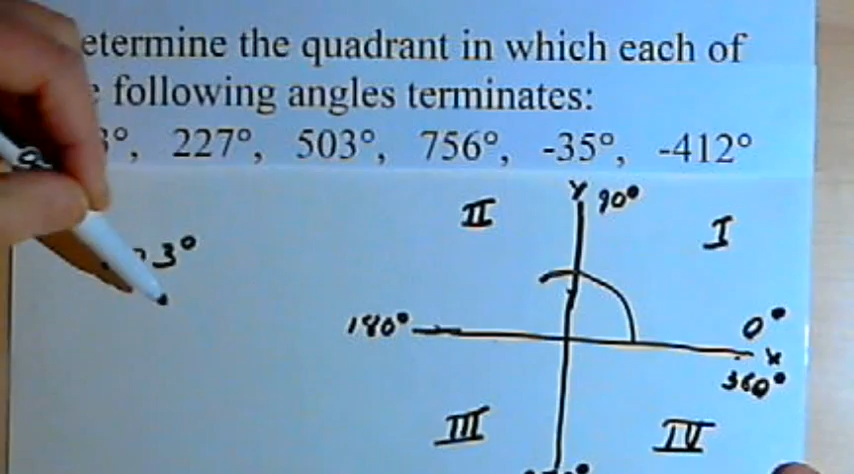 etermine the quadrant in which each of
following angles terminates:
3°, 227°, 503°, 756°, -35°, -412°
3°
II Y 90° I
180° 0°
x
360°
III IV